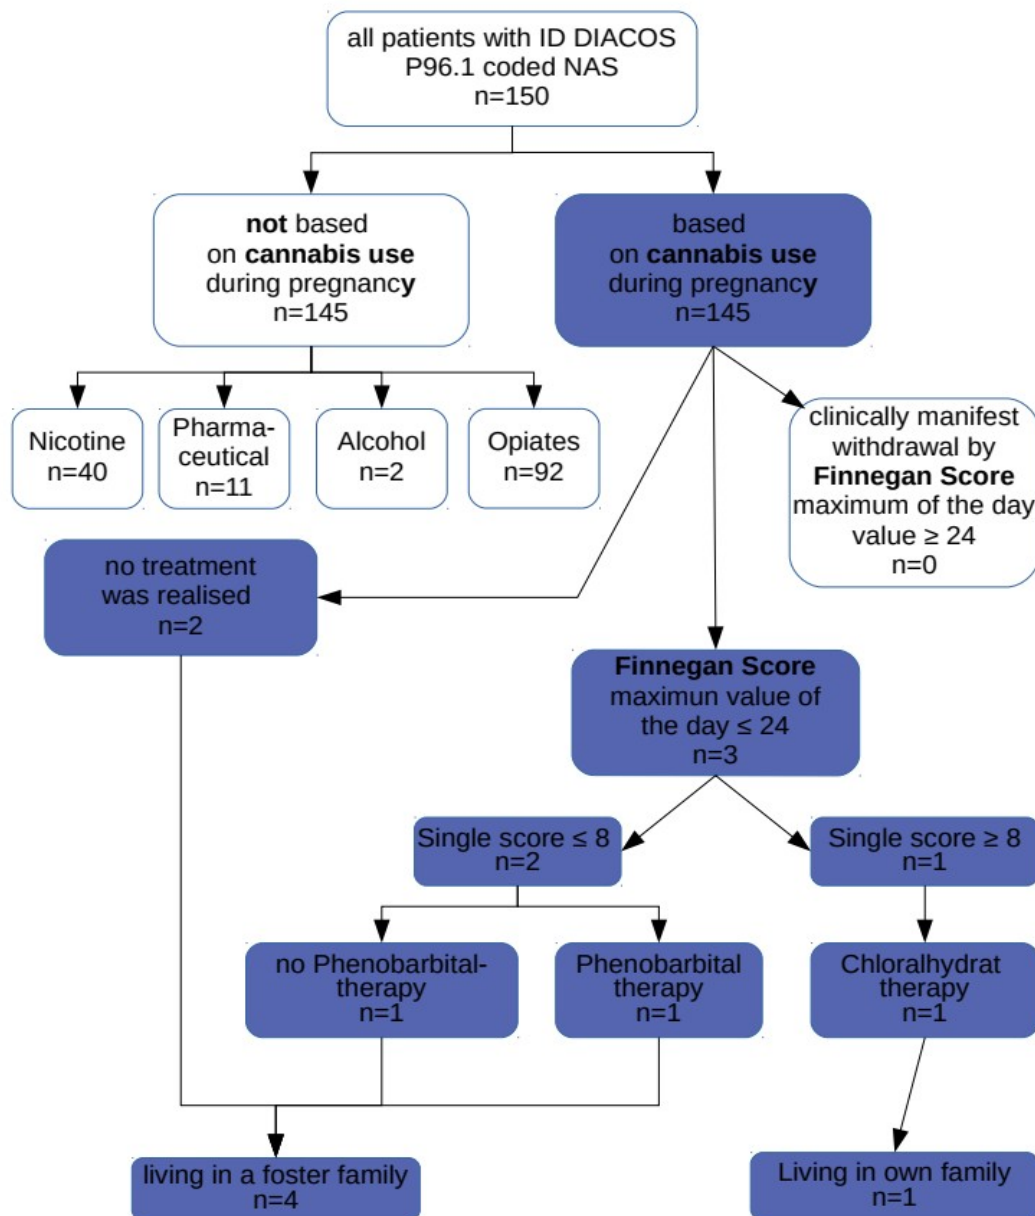 all patients with ID DIACOS
P96.1 coded NAS
n=150
not based
on cannabis use
during pregnancy
n=145
based
on cannabis use
during pregnancy
n=145
Nicotine
n=40
Pharma-
ceutical
n=11
Alcohol
n=2
Opiates
n=92
clinically manifest
withdrawal by
Finnegan Score
maximum of the day
value ≥ 24
n=0
no treatment
was realised
n=2
Finnegan Score
maximun value of
the day ≤ 24
n=3
Single score ≤ 8
n=2
Single score ≥ 8
n=1
no Phenobarbital-
therapy
n=1
Phenobarbital
therapy
n=1
Chloralhydrat
therapy
n=1
living in a foster family
n=4
Living in own family
n=1